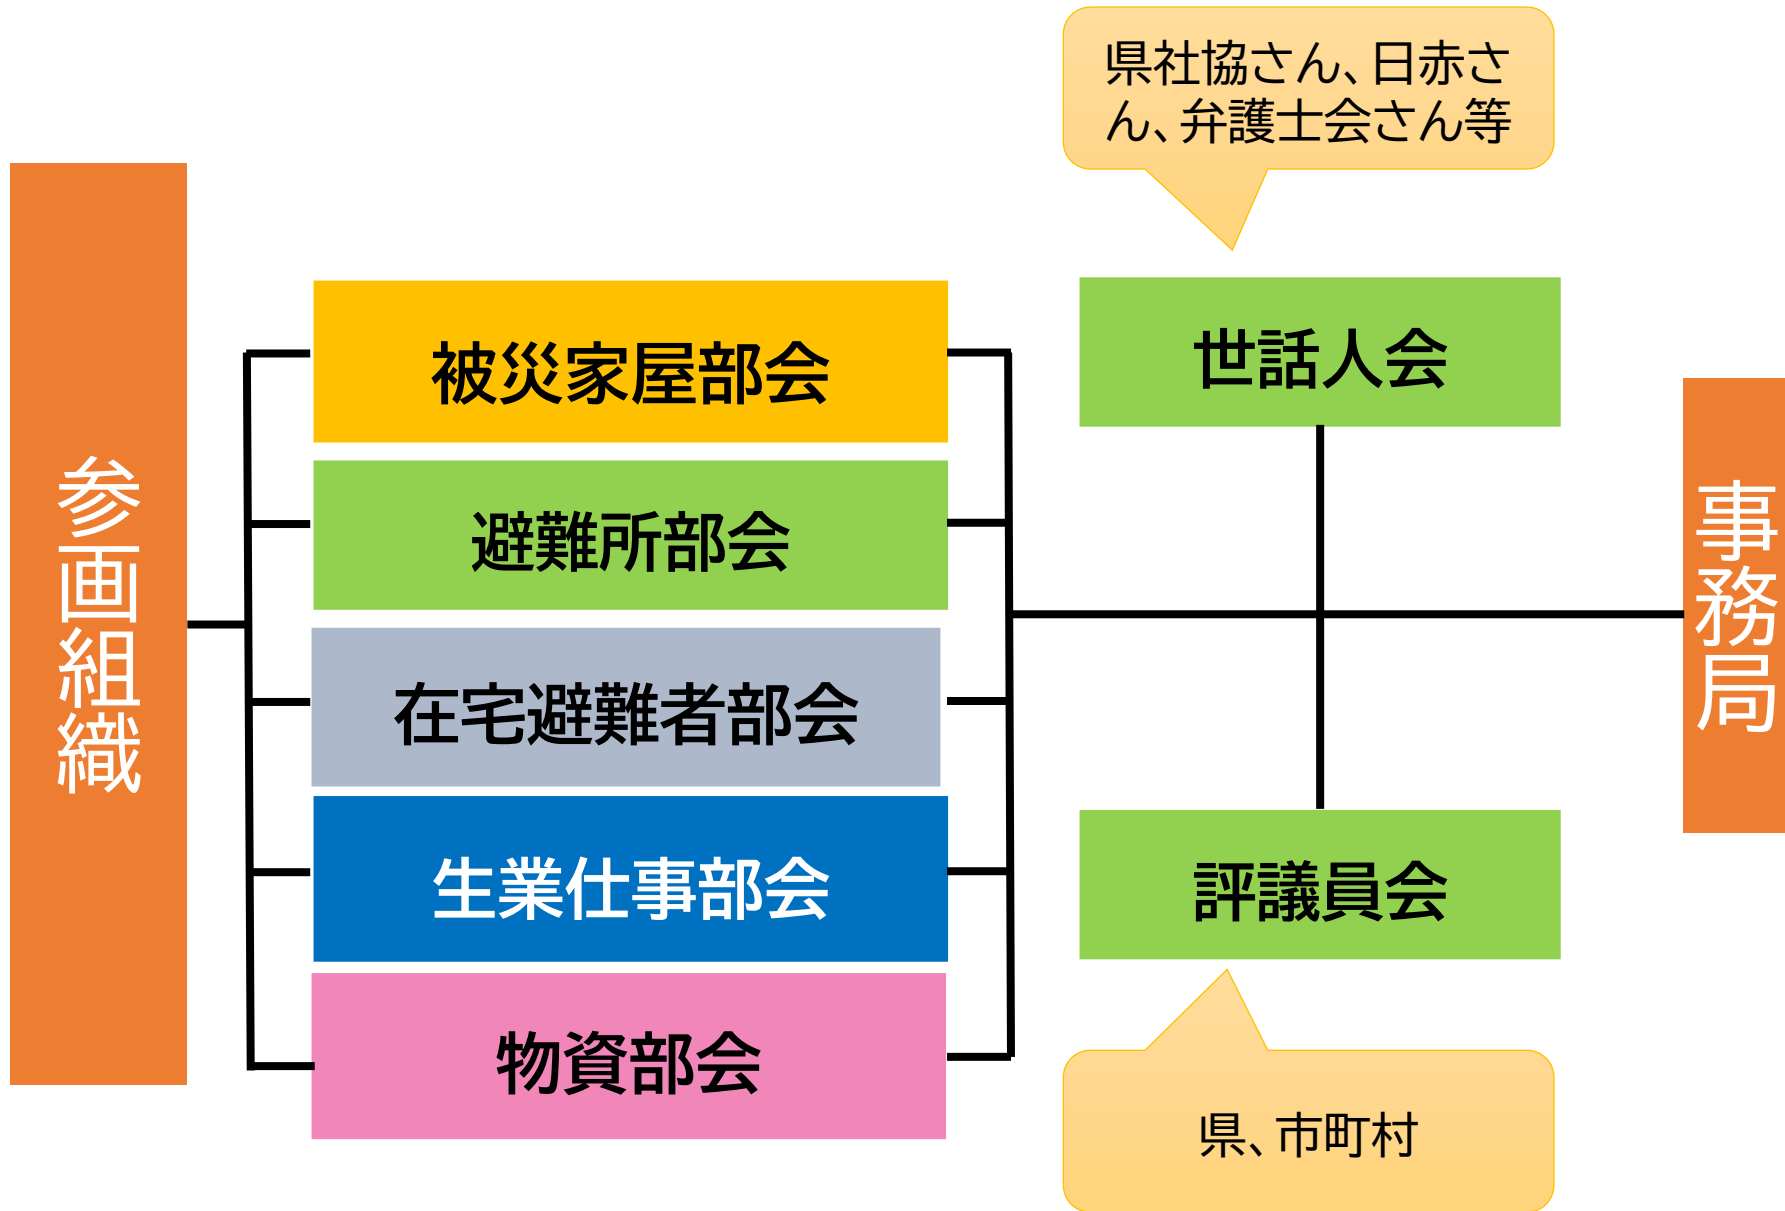 県社協さん、日赤さ
ん、弁護士会さん等
参画組織
被災家屋部会
避難所部会
在宅避難者部会
生業仕事部会
物資部会
世話人会
評議員会
県、市町村
事務局